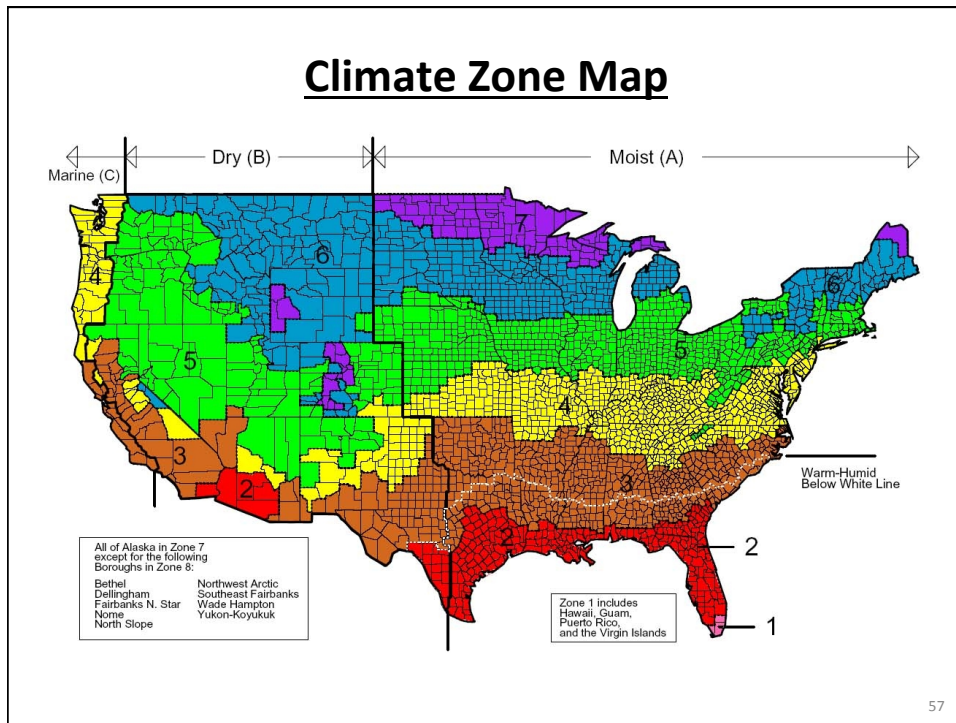 Climate Zone Map
Marine (C)
Dry (B)
Moist (A)
7
6
6
4
5
5
4
3
3
2
2
Warm-Humid
Below White Line
2
1
All of Alaska in Zone 7
except for the following
Boroughs in Zone 8:
Bethel
Dellingham
Fairbanks N. Star
Nome
North Slope
Northwest Arctic
Southeast Fairbanks
Wade Hampton
Yukon-Koyukuk
Zone 1 includes
Hawaii, Guam,
Puerto Rico,
and the Virgin Islands
57